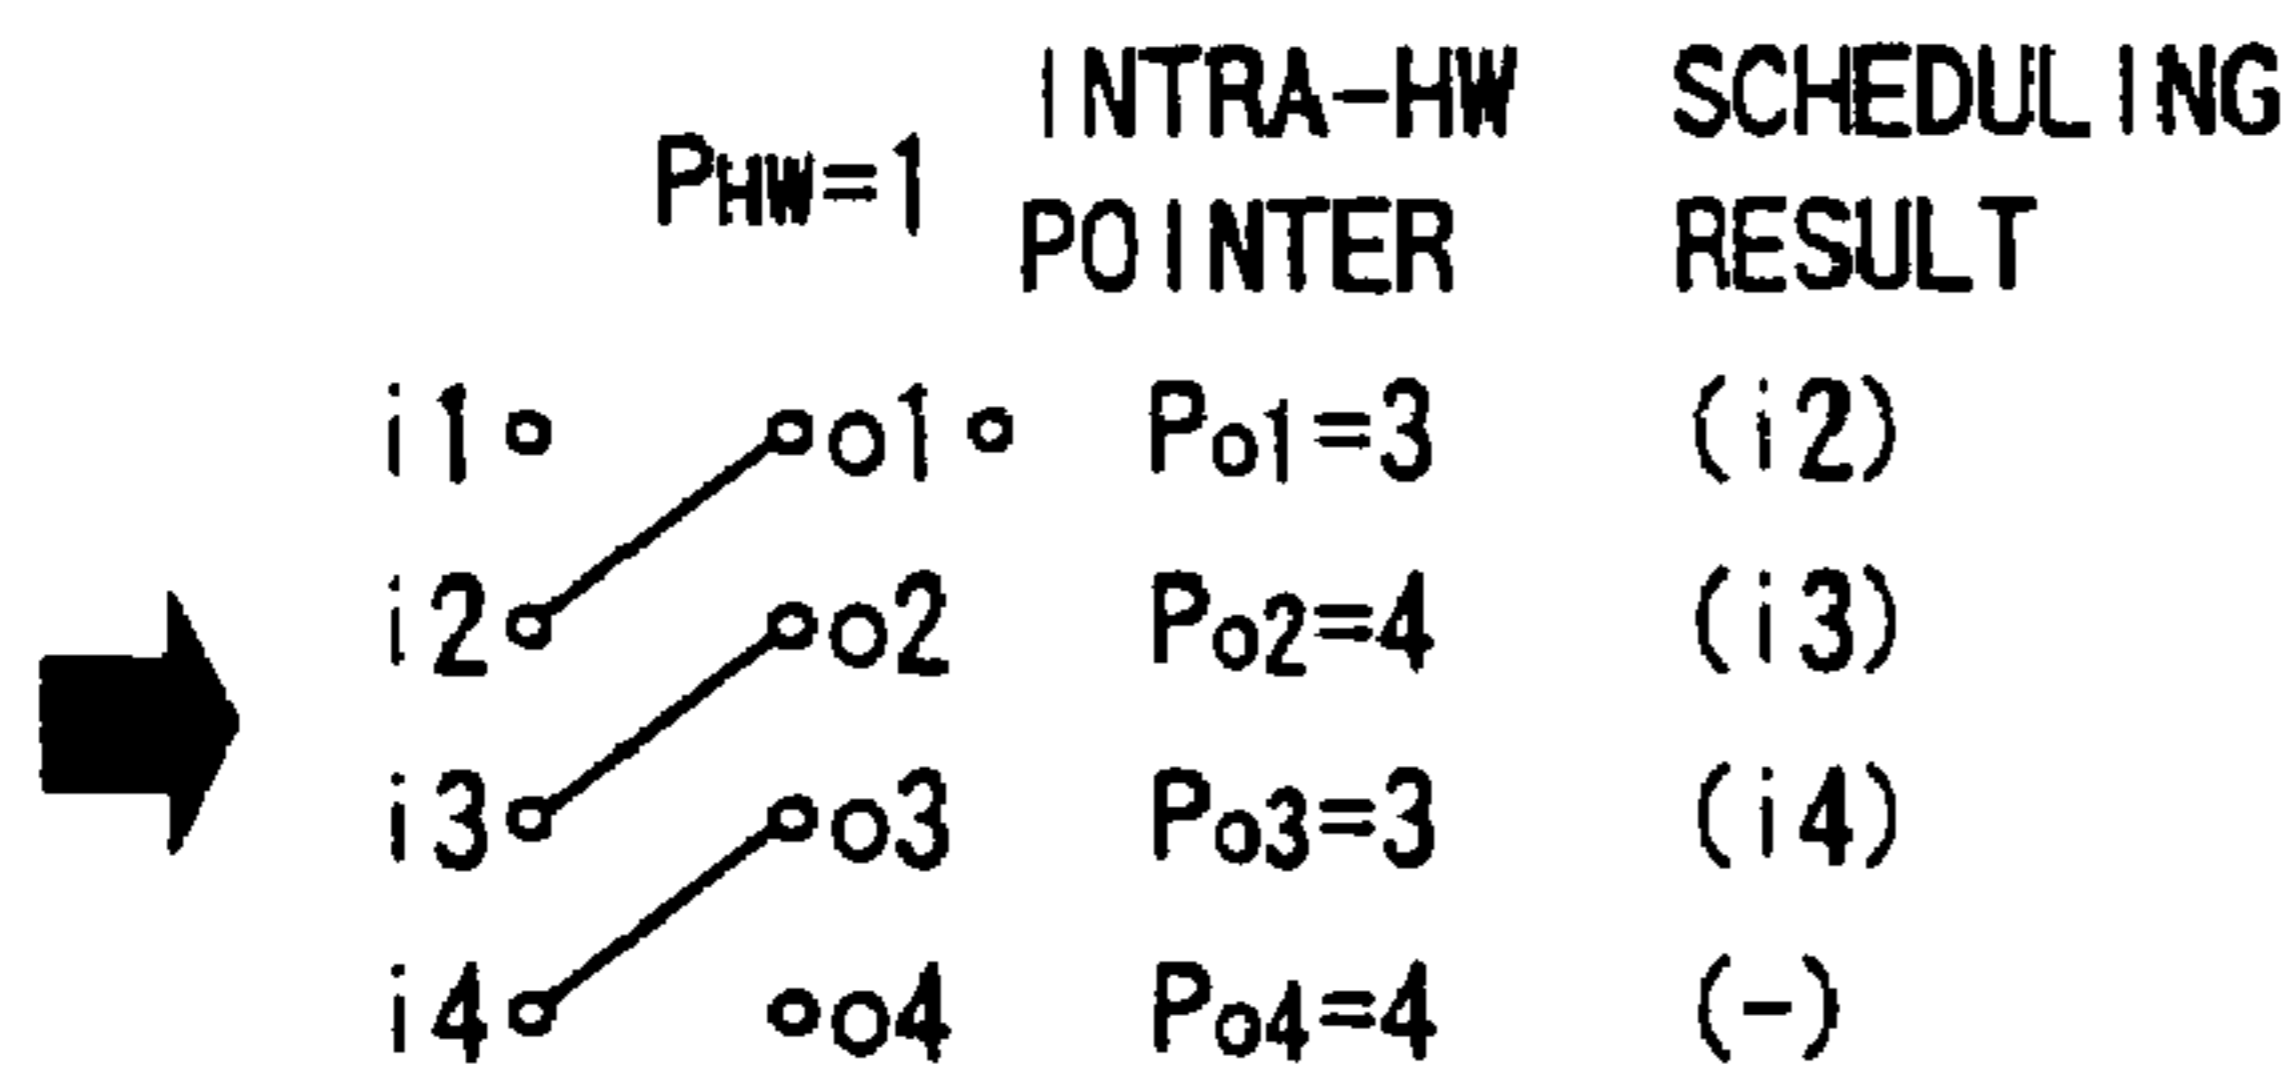 INTRA-HW SCHEDULING
PHW=1 POINTER RESULT
i1 o1 Po1=3 (i2)
i2 o2 Po2=4 (i3)
i3 o3 Po3=3 (i4)
i4 o4 Po4=4 (-)